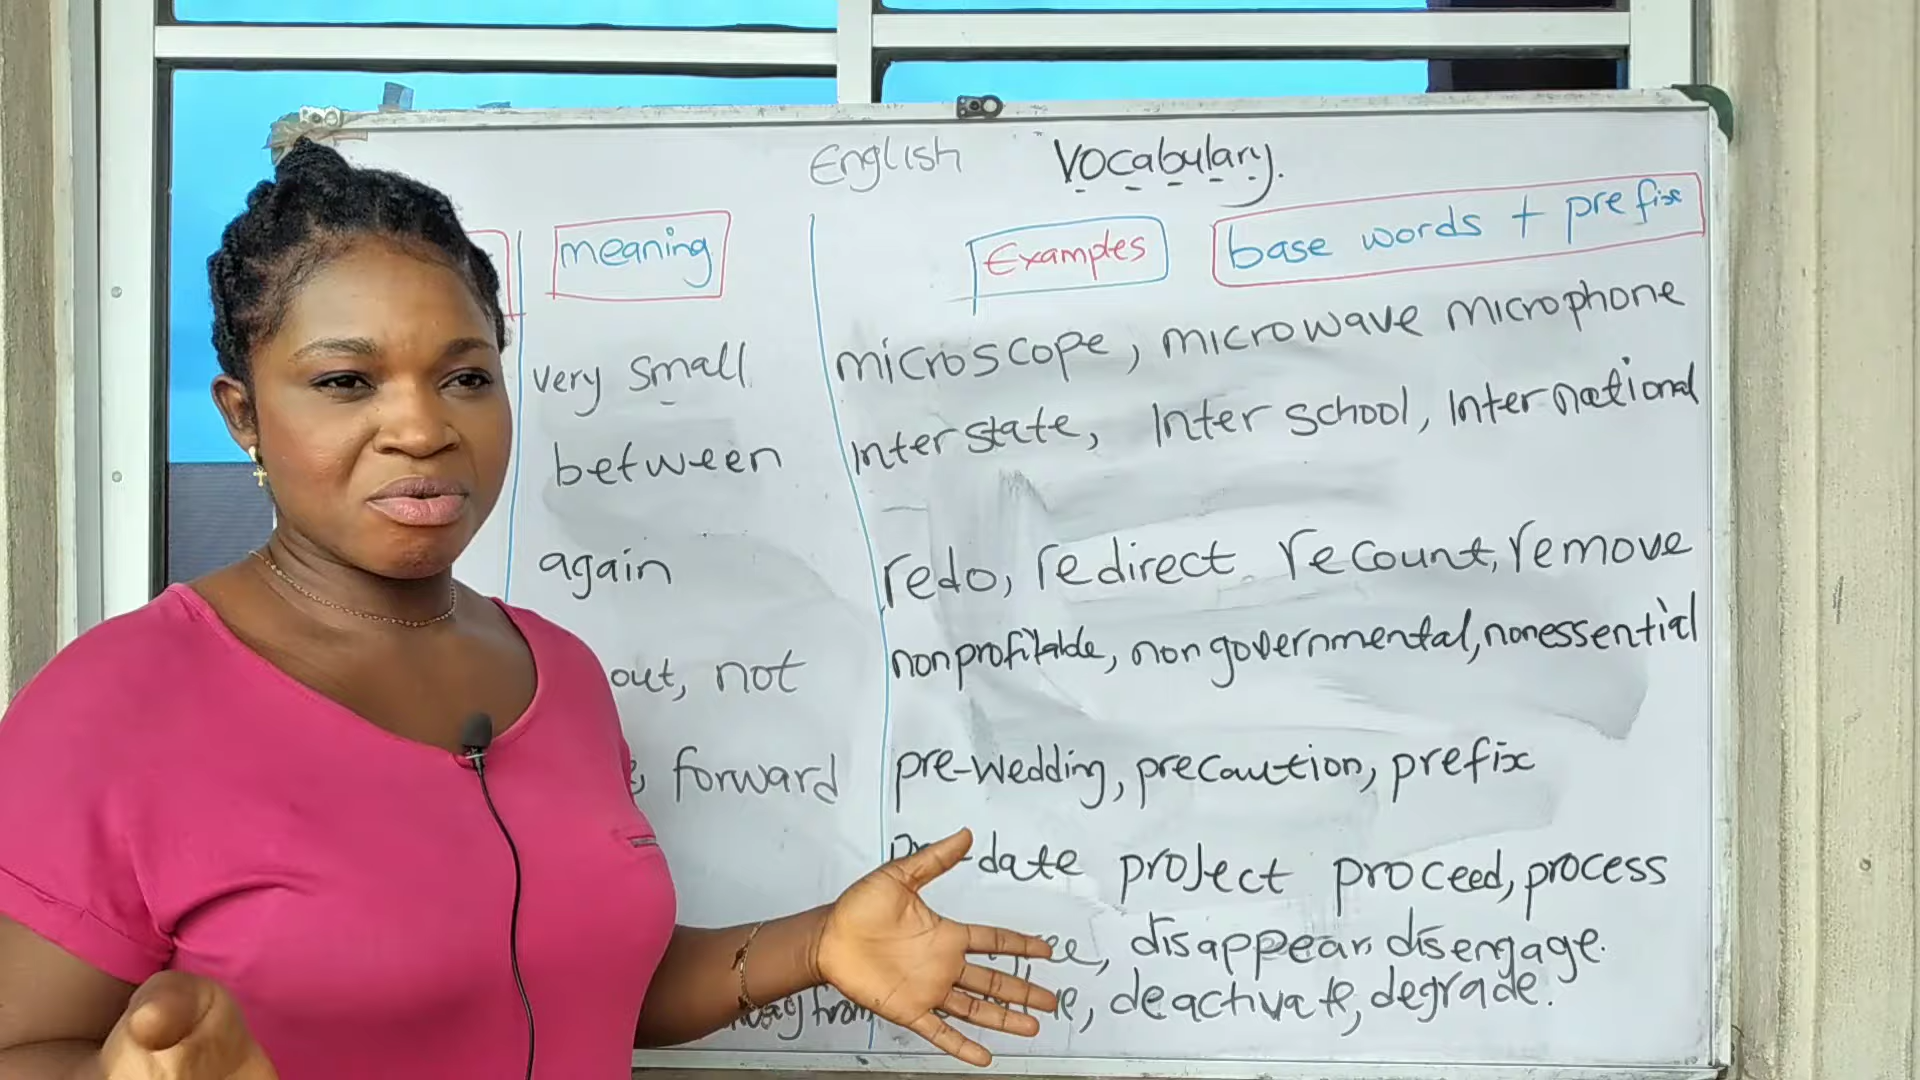 English Vocabulary.
meaning Examples base words + prefix
very small microscope, microwave microphone
between Interstate, Inter school, International
again redo, redirect recount, remove
out, not nonprofitable, nongovernmental, nonessential
forward pre-wedding, precaution, prefix
date project proceed, process
disappear, disengage.
from deactivate, degrade.